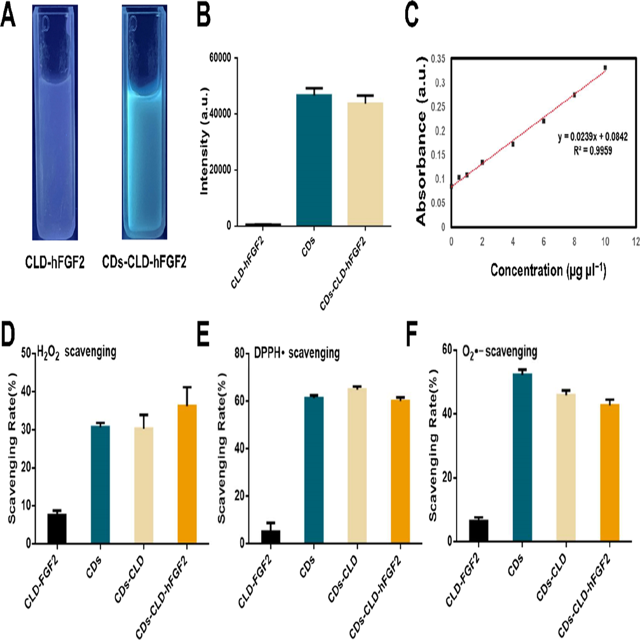 A
CLD-hFGF2
CDs-CLD-hFGF2
B
Intensity (a.u.)
60000
40000
20000
0
CLD-hFGF2
CDs
CDs-CLD-hFGF2
C
Absorbance (a.u.)
0.35
0.3
0.25
0.2
0.15
0.1
0.05
0
0
2
4
6
8
10
12
y = 0.0239x + 0.0842
R² = 0.9959
Concentration (µg µl⁻¹)
D
H₂O₂ scavenging
Scavenging Rate(%)
50
40
30
20
10
0
CLD-FGF2
CDs
CDs-CLD
CDs-CLD-hFGF2
E
DPPH• scavenging
Scavenging Rate(%)
80
60
40
20
0
CLD-FGF2
CDs
CDs-CLD
CDs-CLD-hFGF2
F
O₂•−scavenging
Scavenging Rate(%)
60
40
20
0
CLD-FGF2
CDs
CDs-CLD
CDs-CLD-hFGF2